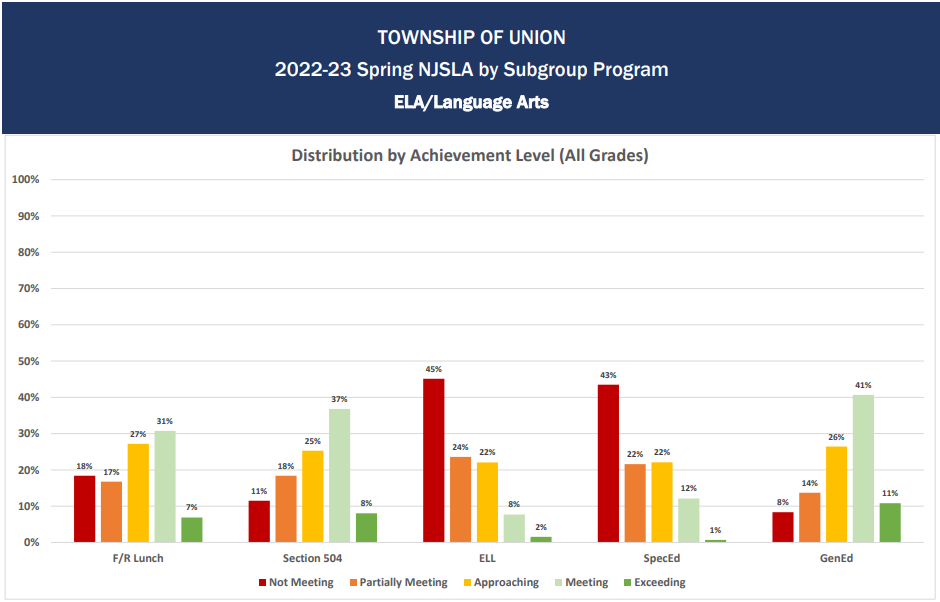 TOWNSHIP OF UNION
2022-23 Spring NJSLA by Subgroup Program
ELA/Language Arts
Distribution by Achievement Level (All Grades)
100%
90%
80%
70%
60%
50%
40%
30%
20%
10%
0%
18% 17% 27% 31% 7%
11% 18% 25% 37% 8%
45% 24% 22% 8% 2%
43% 22% 22% 12% 1%
8% 14% 26% 41% 11%
F/R Lunch Section 504 ELL SpecEd GenEd
Not Meeting Partially Meeting Approaching Meeting Exceeding